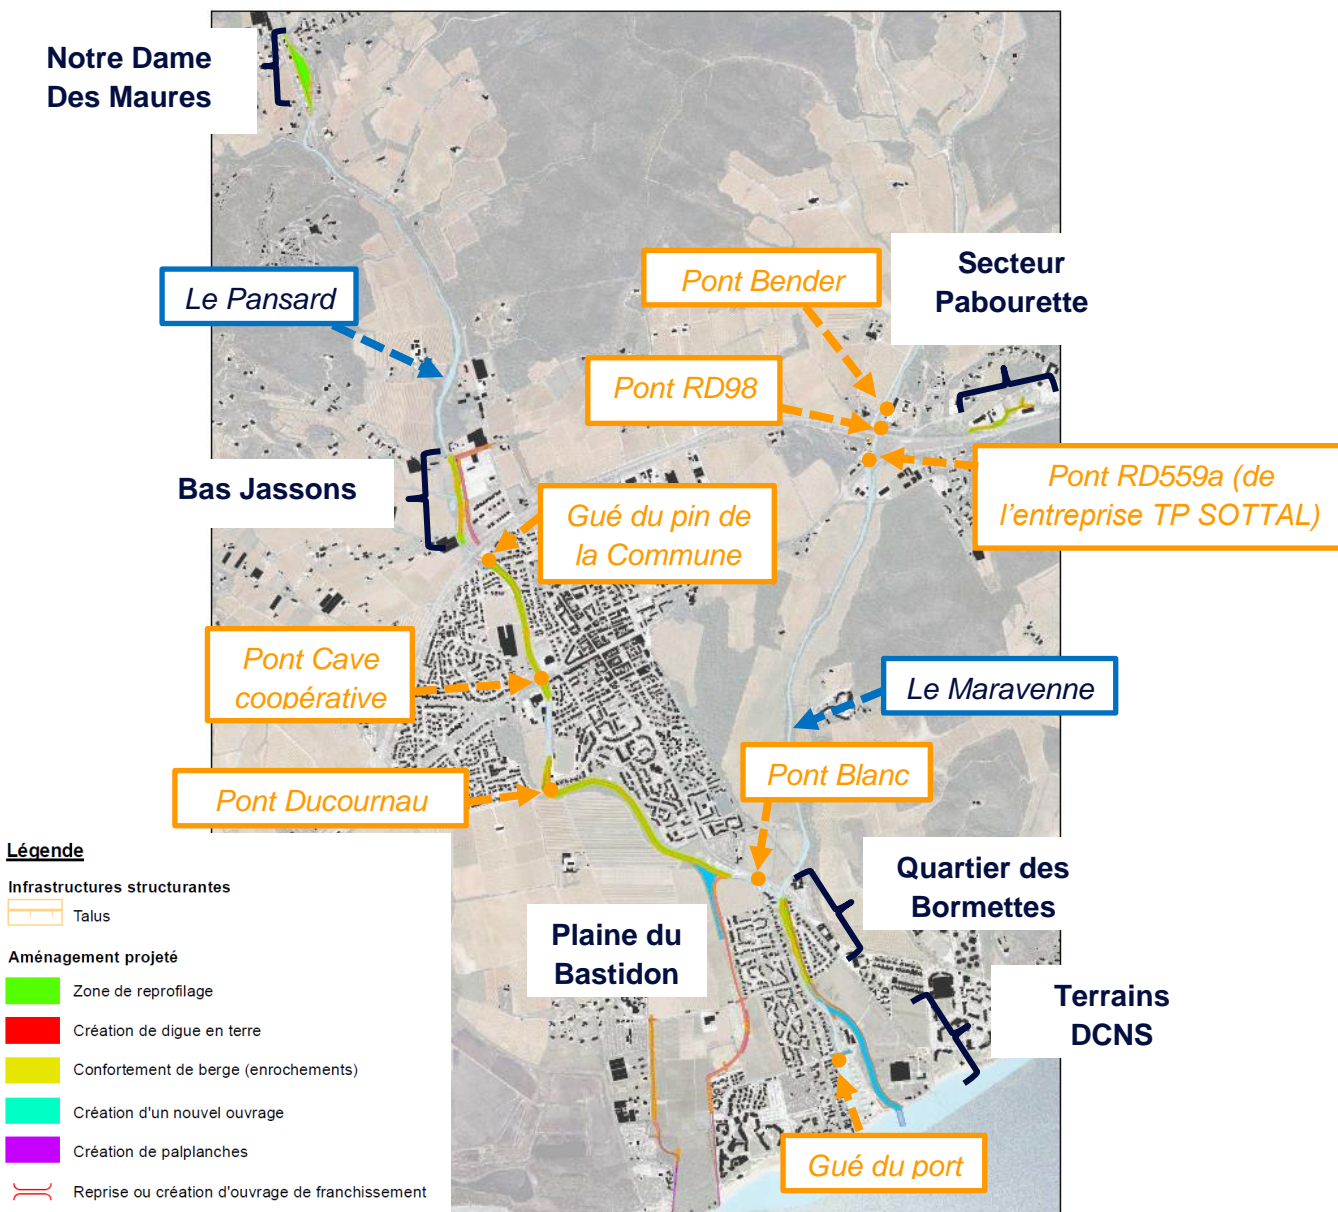 Notre Dame
Des Maures
Le Pansard
Pont Bender
Secteur
Pabourette
Pont RD98
Bas Jassons
Gué du pin de
la Commune
Pont RD559a (de
l'entreprise TP SOTTAL)
Pont Cave
coopérative
Le Maravenne
Pont Ducournau
Pont Blanc
Quartier des
Bormettes
Plaine du
Bastidon
Terrains
DCNS
Gué du port
Légende
Infrastructures structurantes
Talus
Aménagement projeté
Zone de reprofilage
Création de digue en terre
Confortement de berge (enrochements)
Création d'un nouvel ouvrage
Création de palplanches
Reprise ou création d'ouvrage de franchissement